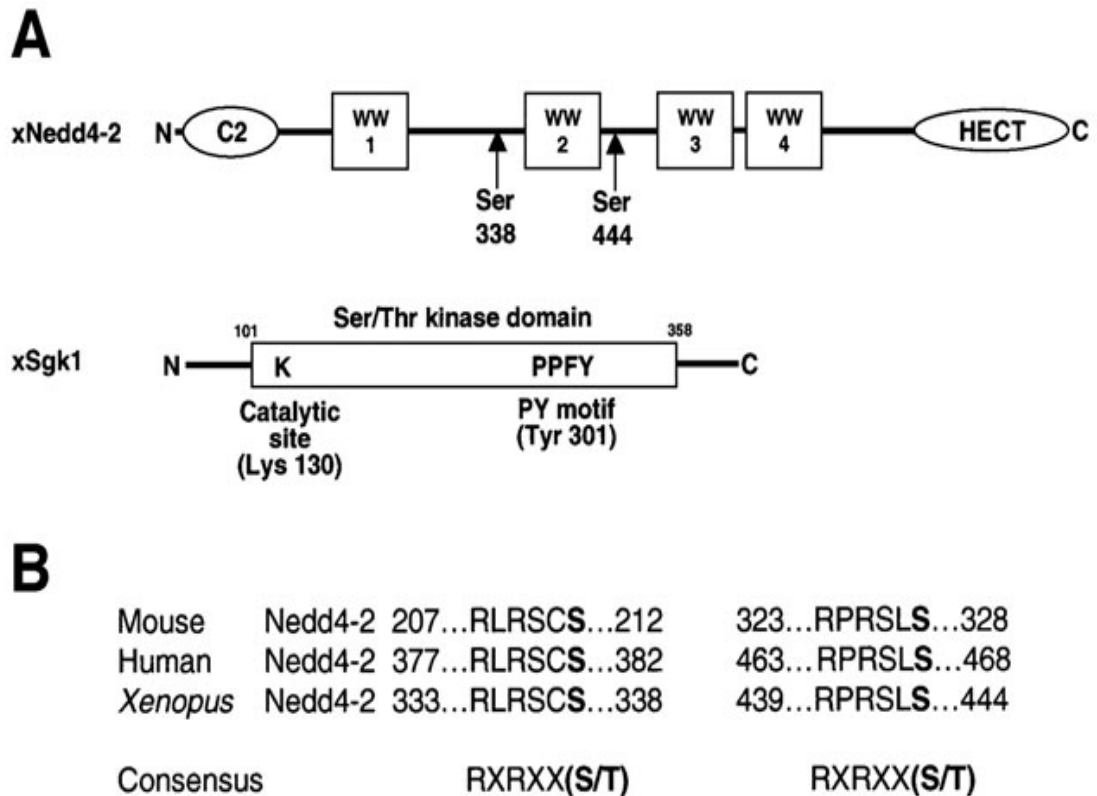 A
xNedd4-2 N C2 WW 1 WW 2 WW 3 WW 4 HECT C
Ser 338
Ser 444
Ser/Thr kinase domain
101 358
xSgk1 N K PPFY C
Catalytic site (Lys 130)
PY motif (Tyr 301)
B
Mouse Nedd4-2 207...RLRSCS...212 323...RPRSLS...328
Human Nedd4-2 377...RLRSCS...382 463...RPRSLS...468
Xenopus Nedd4-2 333...RLRSCS...338 439...RPRSLS...444
Consensus RXRXX(S/T) RXRXX(S/T)